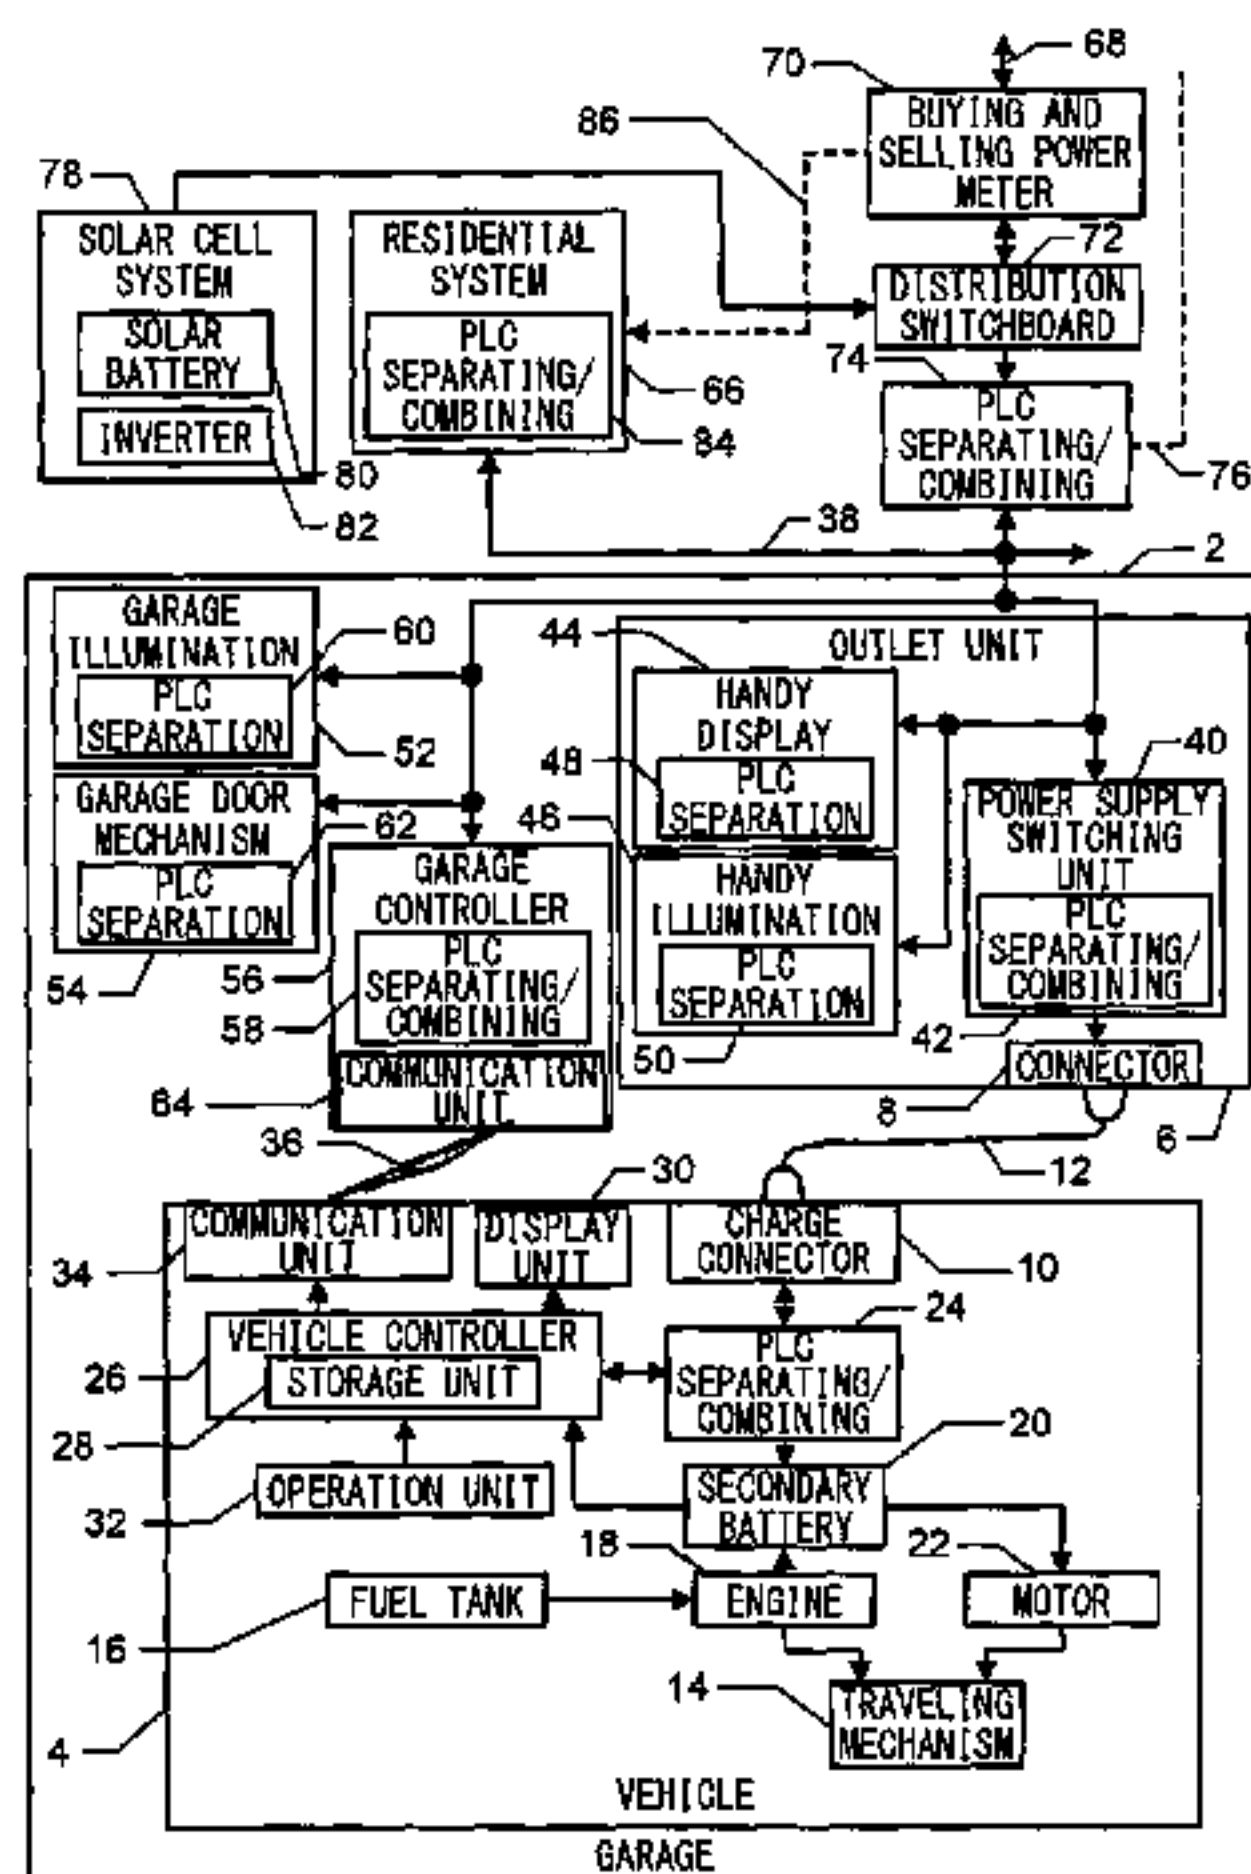 68
70
BUYING AND
SELLING POWER
METER
86
78
SOLAR CELL
SYSTEM
SOLAR
BATTERY
INVERTER
80
82
RESIDENTIAL
SYSTEM
PLC
SEPARATING/
COMBINING
66
84
72
DISTRIBUTION
SWITCHBOARD
74
PLC
SEPARATING/
COMBINING
76
38
2
GARAGE
ILLUMINATION
PLC
SEPARATION
60
52
GARAGE DOOR
MECHANISM
62
PLC
SEPARATION
54
GARAGE
CONTROLLER
56
PLC
SEPARATING/
COMBINING
58
COMMUNICATION
UNIT
64
36
OUTLET UNIT
44
HANDY
DISPLAY
48
PLC
SEPARATION
46
HANDY
ILLUMINATION
PLC
SEPARATION
50
40
POWER SUPPLY
SWITCHING
UNIT
PLC
SEPARATING/
COMBINING
42
CONNECTOR
8
6
12
30
COMMUNICATION
UNIT
34
DISPLAY
UNIT
CHARGE
CONNECTOR
10
VEHICLE CONTROLLER
26
STORAGE UNIT
28
24
PLC
SEPARATING/
COMBINING
OPERATION UNIT
32
20
SECONDARY
BATTERY
18
22
FUEL TANK
16
ENGINE
MOTOR
14
TRAVELING
MECHANISM
4
VEHICLE
GARAGE